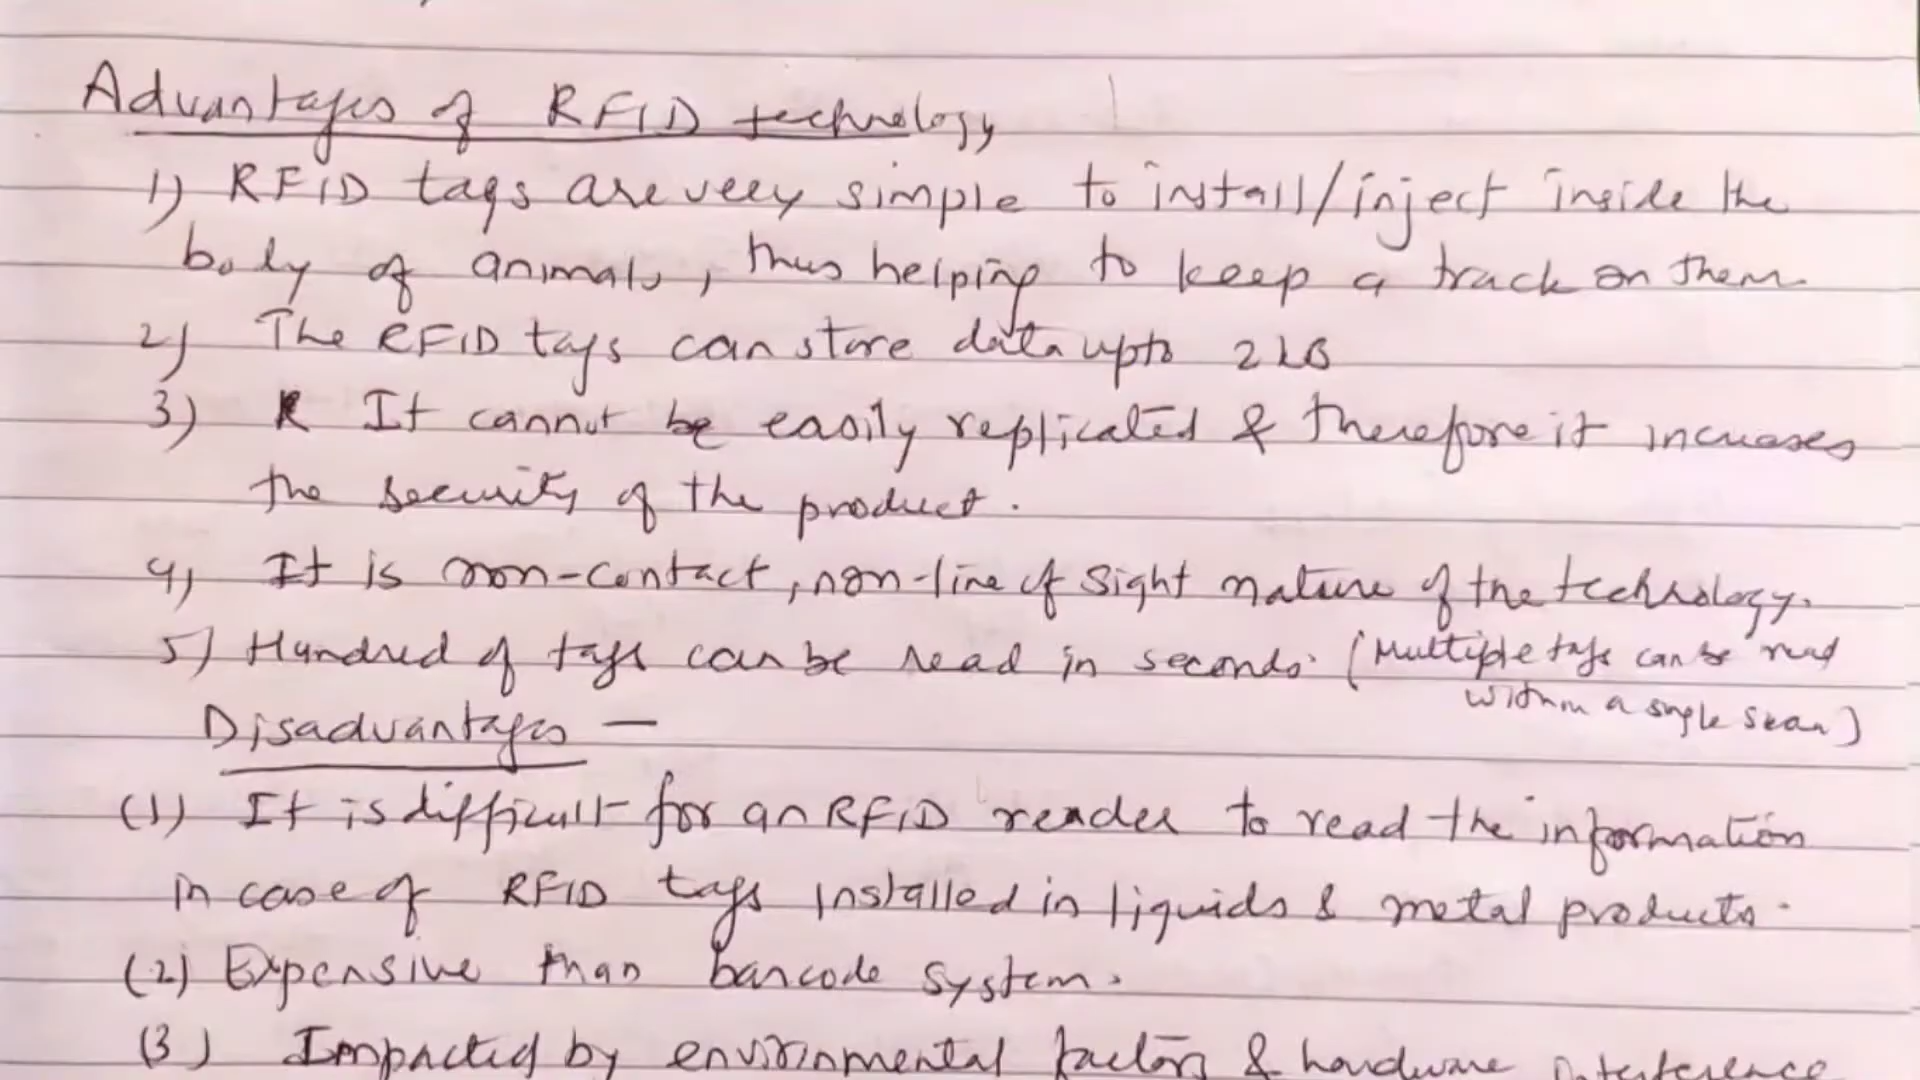 Advantages of RFID technology
1) RFID tags are very simple to install/inject inside the
body of animals, thus helping to keep a track on them
2) The RFID tags can store data upto 2 KB
3) R It cannot be easily replicated & therefore it increases
the security of the product.
4) It is non-contact, non-line of sight nature of the technology.
5) Hundred of tags can be read in seconds. (Multiple tags can be read
within a single scan)
Disadvantages —
(1) It is difficult for an RFID reader to read the information
in case of RFID tags installed in liquids & metal products.
(2) Expensive than barcode system.
(3) Impacted by environmental factors & hardware interference